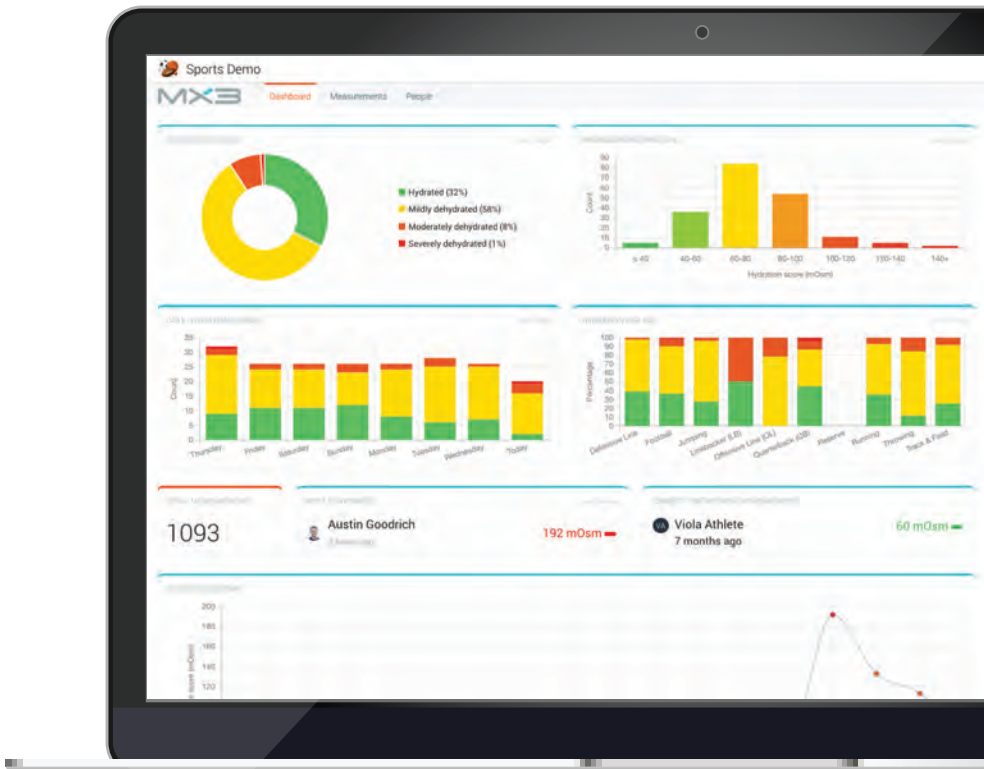 Sports Demo
MX3
Dashboard Measurements People
Hydrated (32%)
Mildly dehydrated (58%)
Moderately dehydrated (8%)
Severely dehydrated (1%)
90
80
70
60
50
40
30
20
10
0
Count
≤ 40 40-60 60-80 80-100 100-120 120-140 140+
Hydration score (mOsm)
35
30
25
20
15
10
5
0
Count
Thursday Friday Saturday Sunday Monday Tuesday Wednesday Today
100
90
80
70
60
50
40
30
20
10
0
Percentage
Defensive Link Football Jumping Linebacker (LB) Offensive Line (OL) Quarterback (QB) Reserve Running Throwing Track & Field
1093
Austin Goodrich
192 mOsm
VA
Viola Athlete
7 months ago
60 mOsm
200
180
160
140
120
score (mOsm)